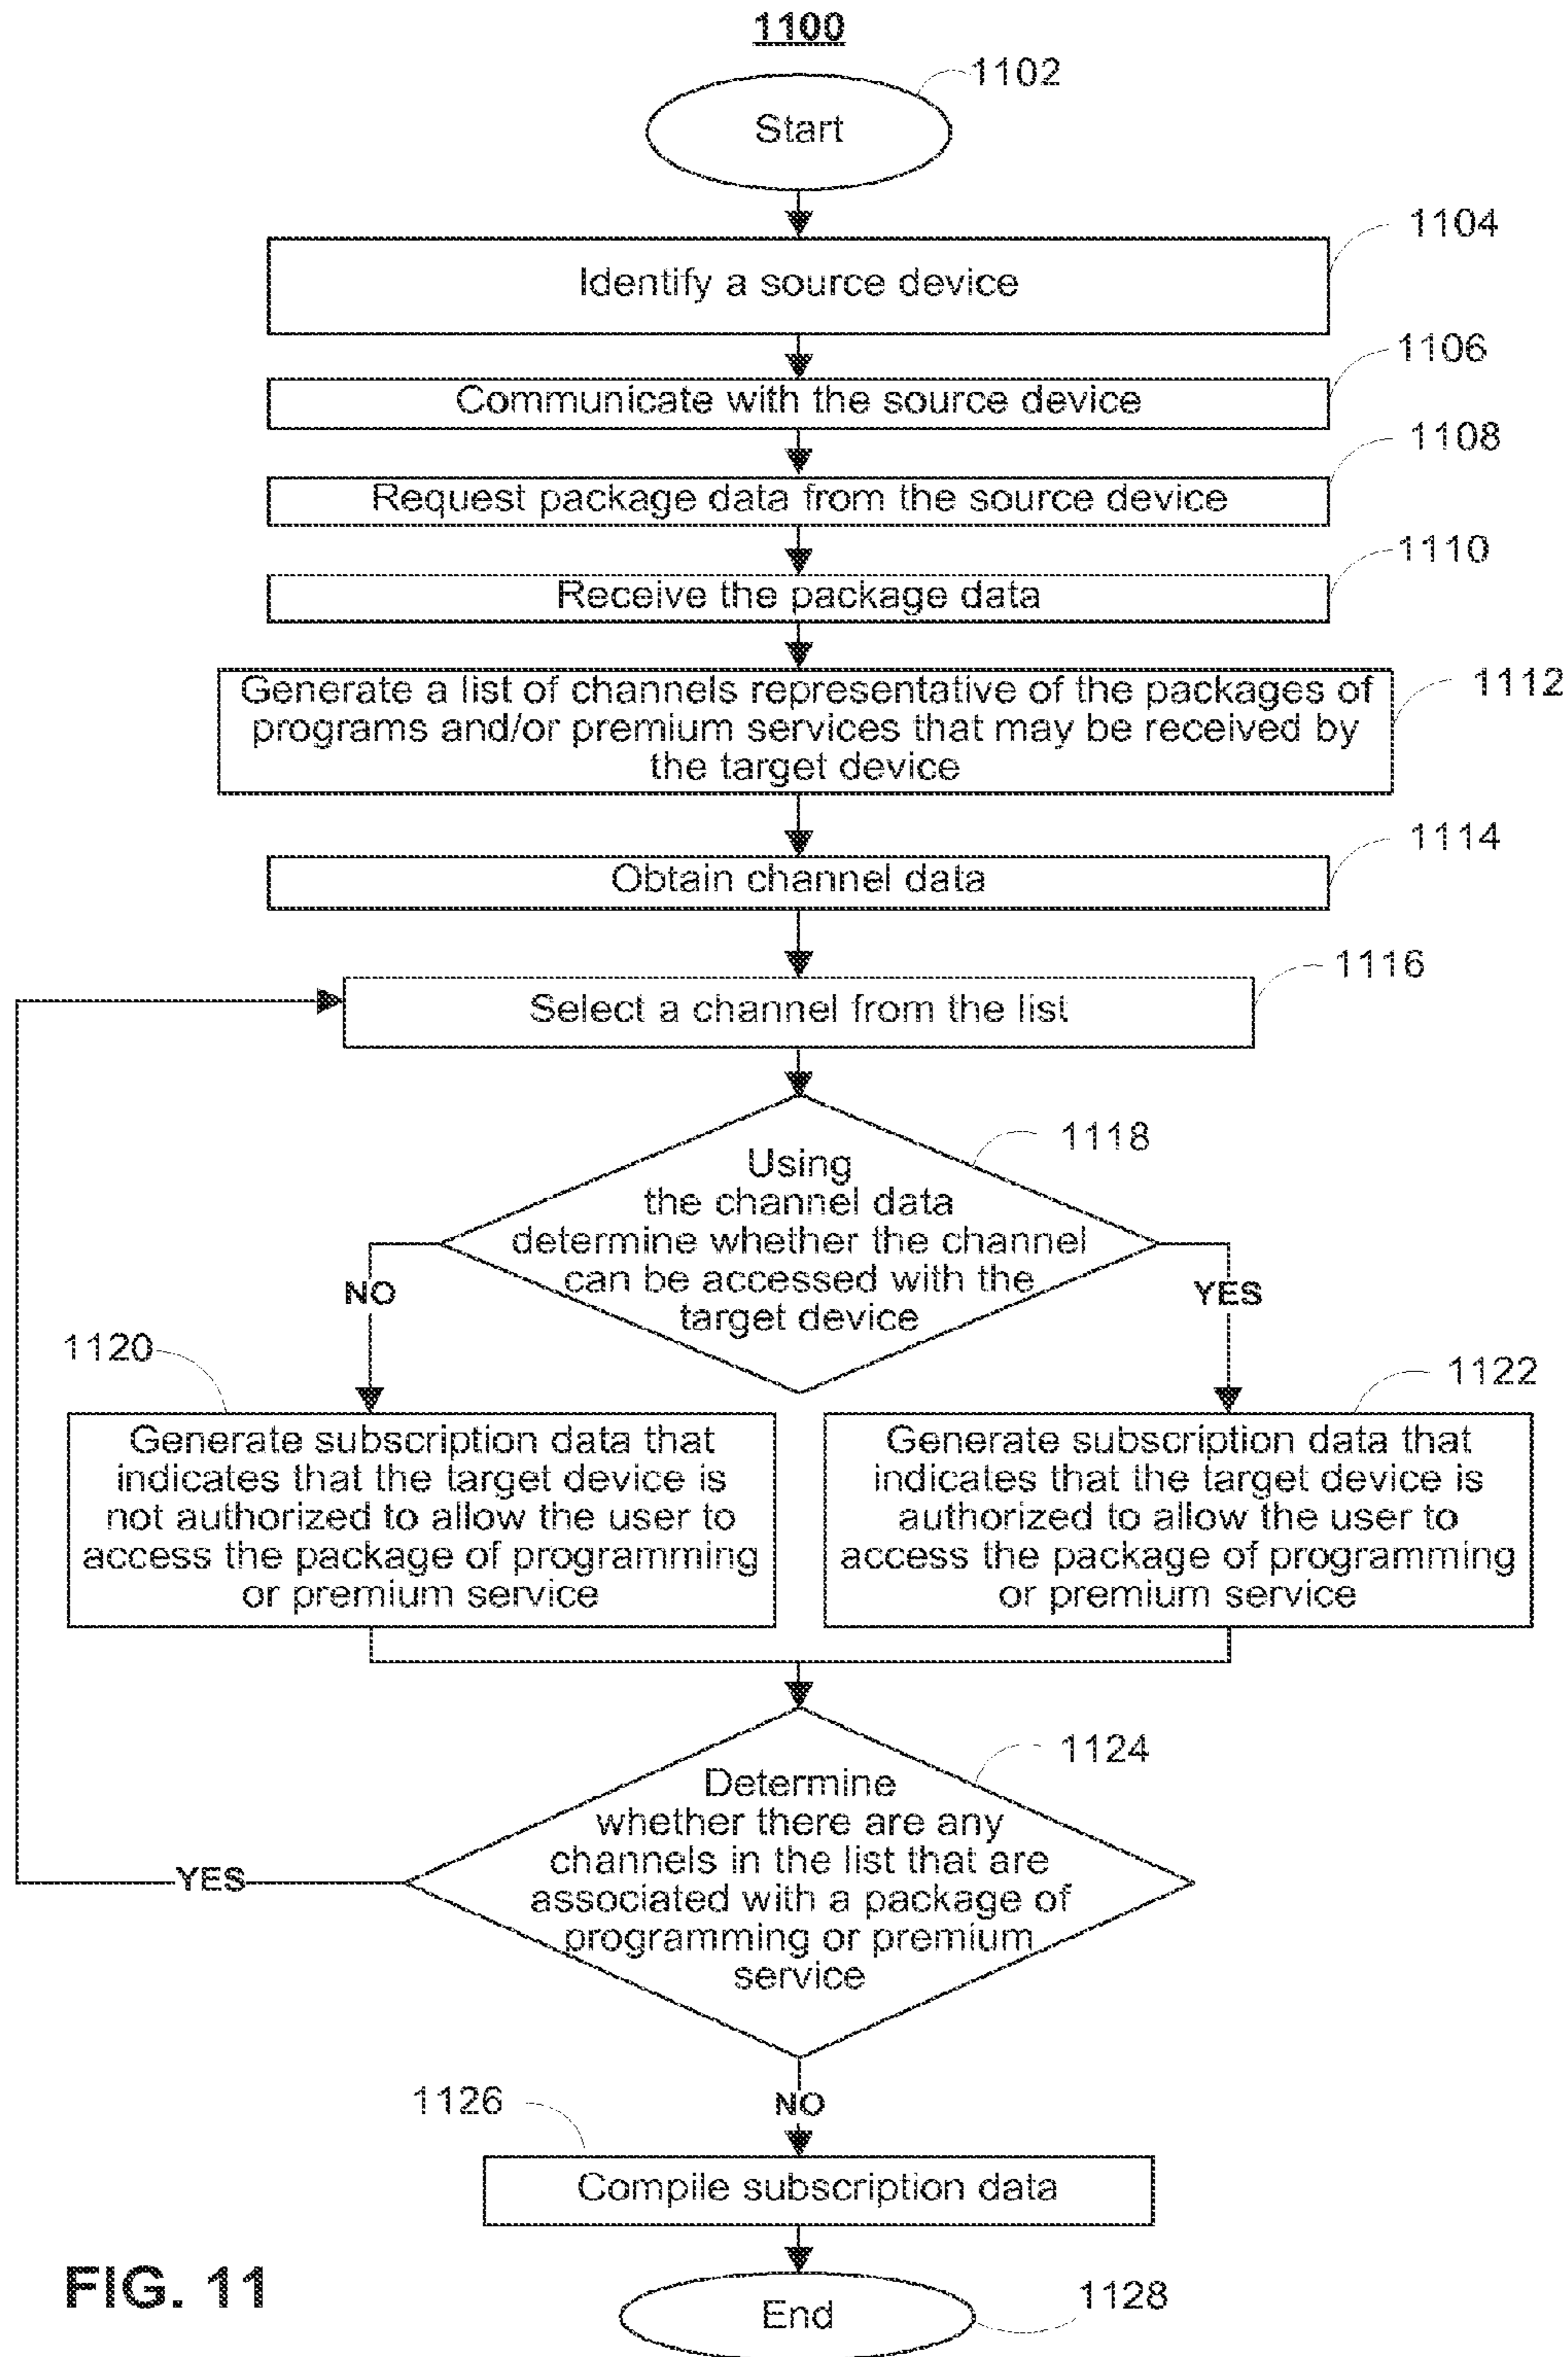 1100
1102
Start
1104
Identify a source device
1106
Communicate with the source device
1108
Request package data from the source device
1110
Receive the package data
1112
Generate a list of channels representative of the packages of
programs and/or premium services that may be received by
the target device
1114
Obtain channel data
1116
Select a channel from the list
1118
Using
the channel data
determine whether the channel
can be accessed with the
target device
NO
YES
1120
Generate subscription data that
indicates that the target device is
not authorized to allow the user to
access the package of programming
or premium service
1122
Generate subscription data that
indicates that the target device is
authorized to allow the user to
access the package of programming
or premium service
1124
Determine
whether there are any
channels in the list that are
associated with a package of
programming or premium
service
YES
NO
1126
Compile subscription data
1128
End
FIG. 11